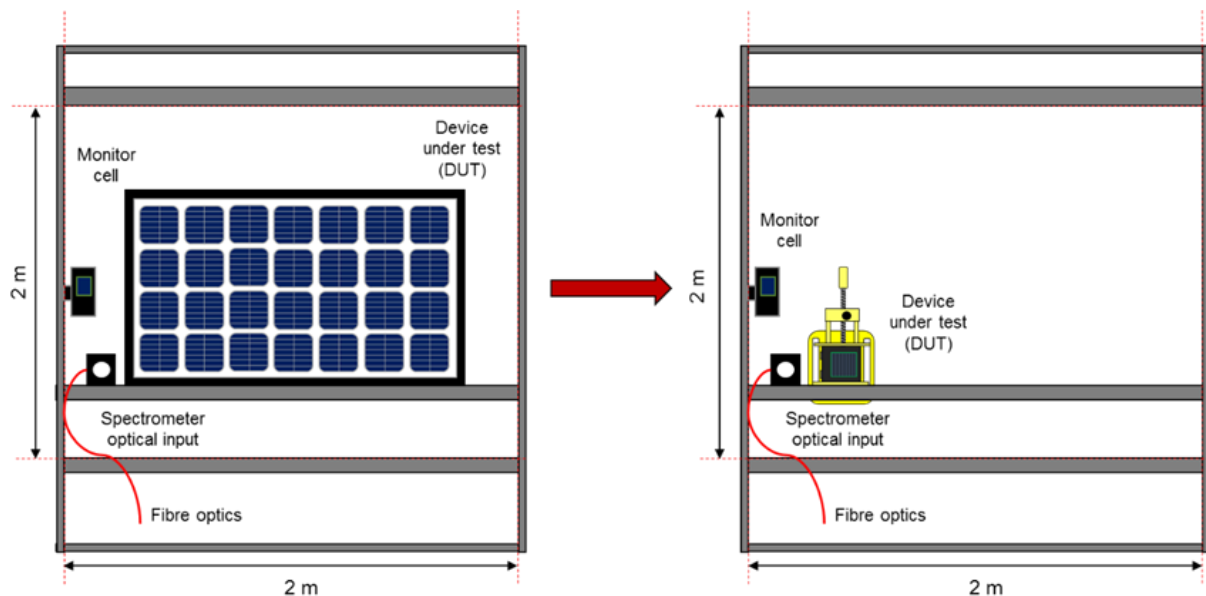 Device
under test
(DUT)
Monitor
cell
2 m
Spectrometer
optical input
Fibre optics
2 m
Monitor
cell
Device
under test
(DUT)
2 m
Spectrometer
optical input
Fibre optics
2 m